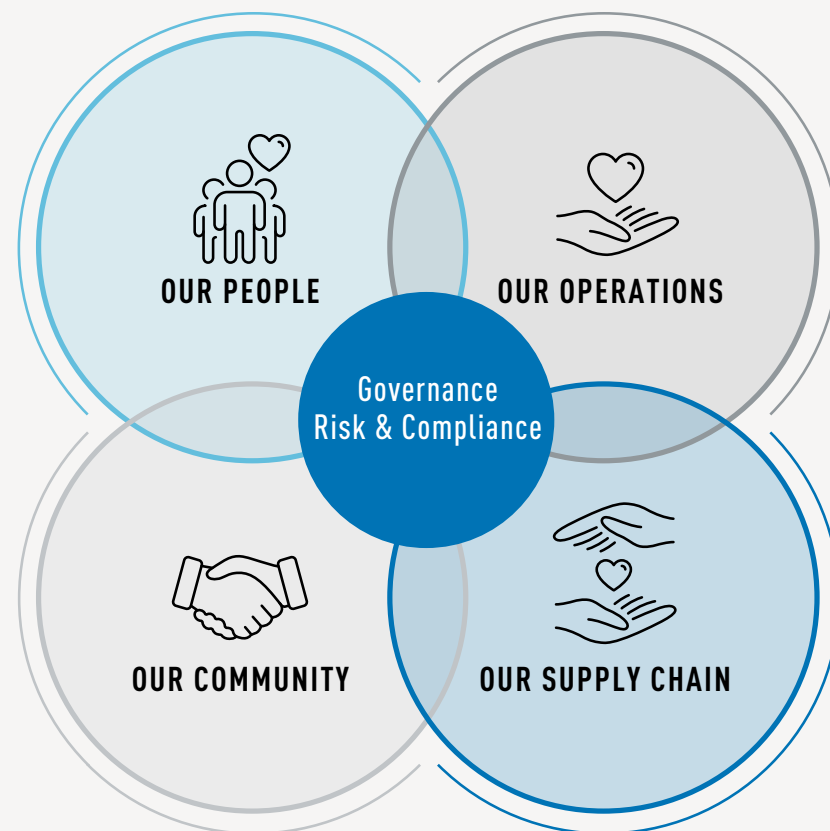 OUR PEOPLE
OUR OPERATIONS
Governance
Risk & Compliance
OUR COMMUNITY
OUR SUPPLY CHAIN